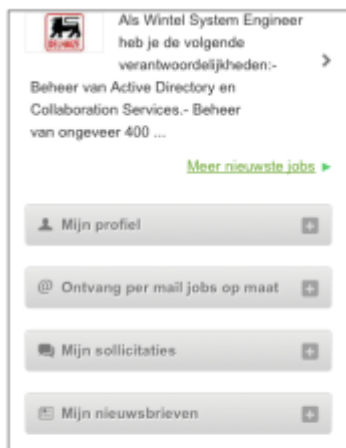 Als Wintel System Engineer
heb je de volgende
verantwoordelijkheden:-
Beheer van Active Directory en
Collaboration Services.- Beheer
van ongeveer 400 ...
Meer nieuwste jobs
Mijn profiel
@ Ontvang per mail jobs op maat
Mijn sollicitaties
Mijn nieuwsbrieven